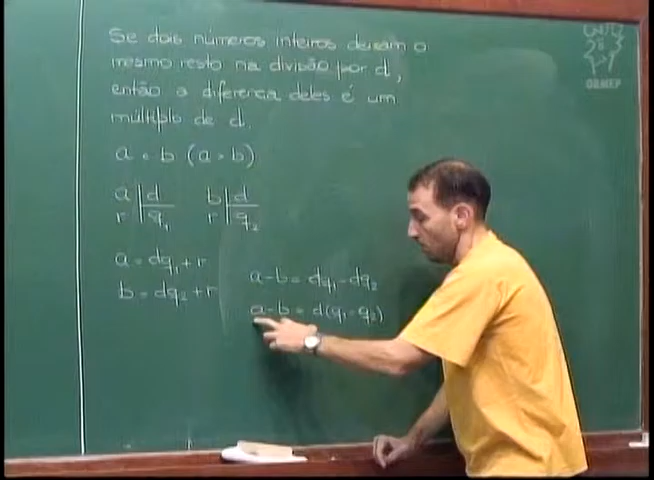 Se dois números inteiros deixam o
mesmo resto na divisão por d,
então a diferença deles é um
múltiplo de d.
a e b (a > b)
a | d b | d
r q₁ r q₂
a = dq₁ + r
b = dq₂ + r
a - b = dq₁ - dq₂
a - b = d(q₁ - q₂)
OBMEP